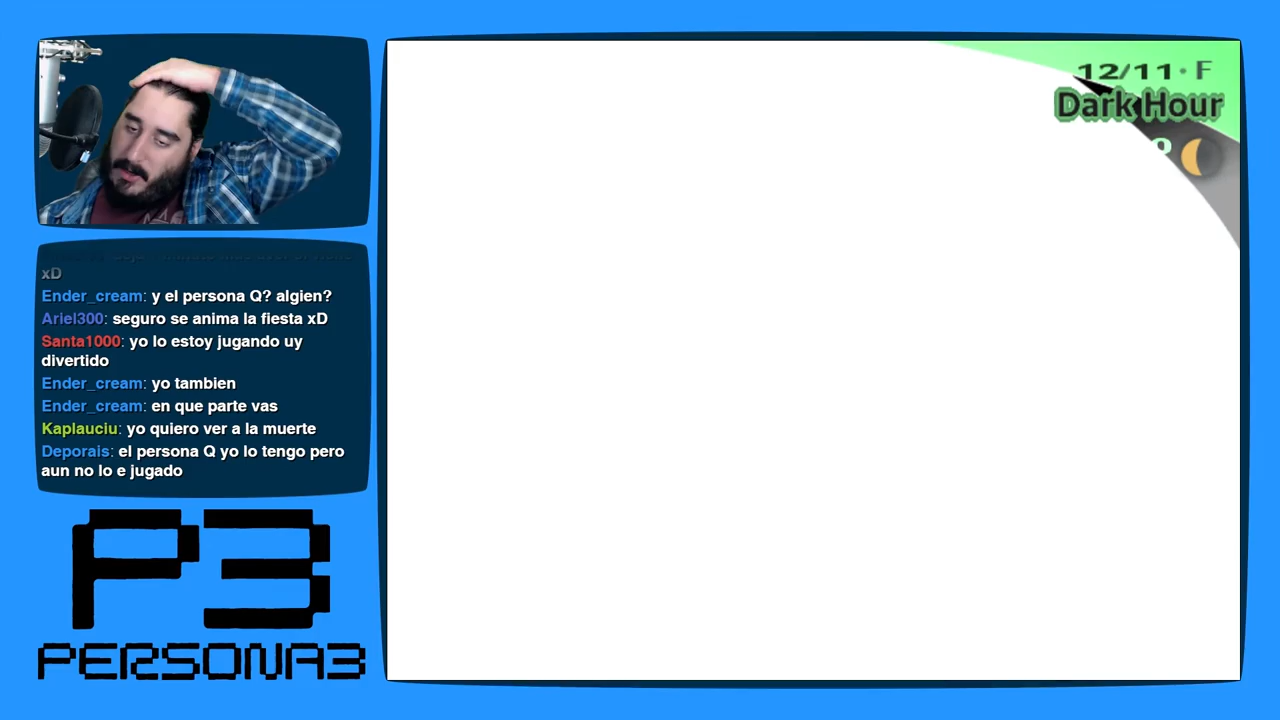 xD
Ender_cream: y el persona Q? algien?
Ariel300: seguro se anima la fiesta xD
Santa1000: yo lo estoy jugando uy
divertido
Ender_cream: yo tambien
Ender_cream: en que parte vas
Kaplauciu: yo quiero ver a la muerte
Deporais: el persona Q yo lo tengo pero
aun no lo e jugado
P3
PERSONA3
12/11 · F
Dark Hour